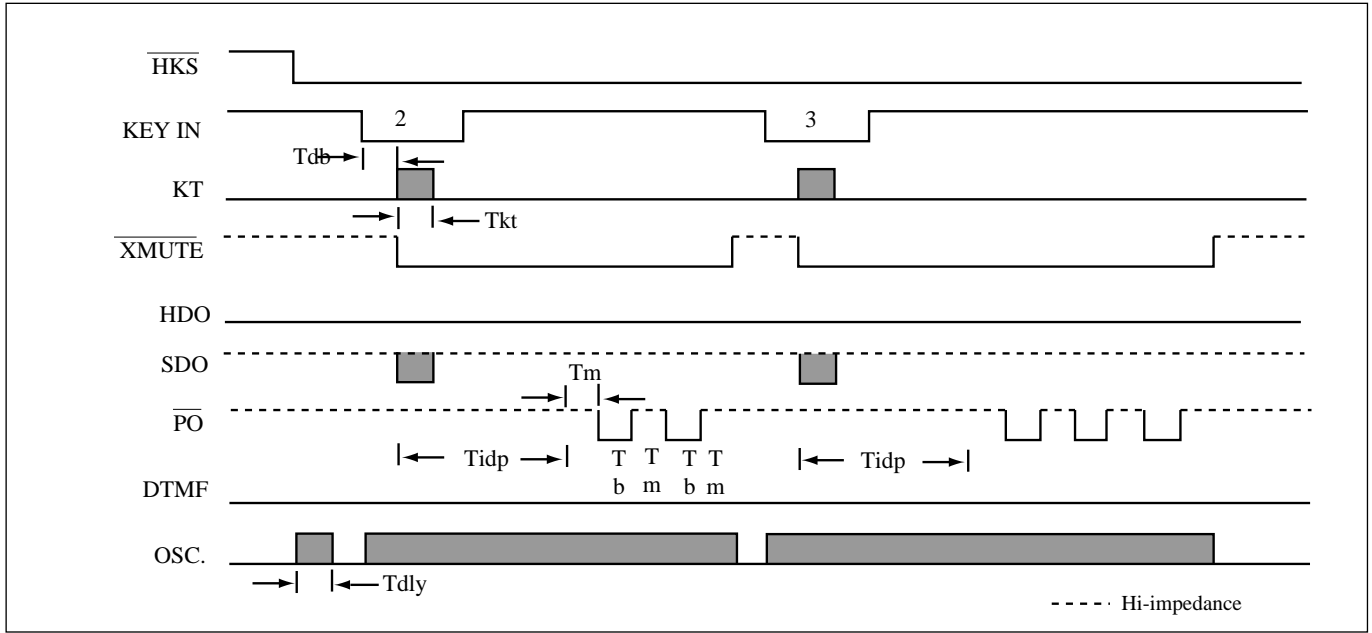 HKS
KEY IN
2
3
Tdb
KT
Tkt
XMUTE
HDO
SDO
Tm
PO
Tidp
T
b
T
m
T
b
T
m
Tidp
DTMF
OSC.
Tdly
Hi-impedance